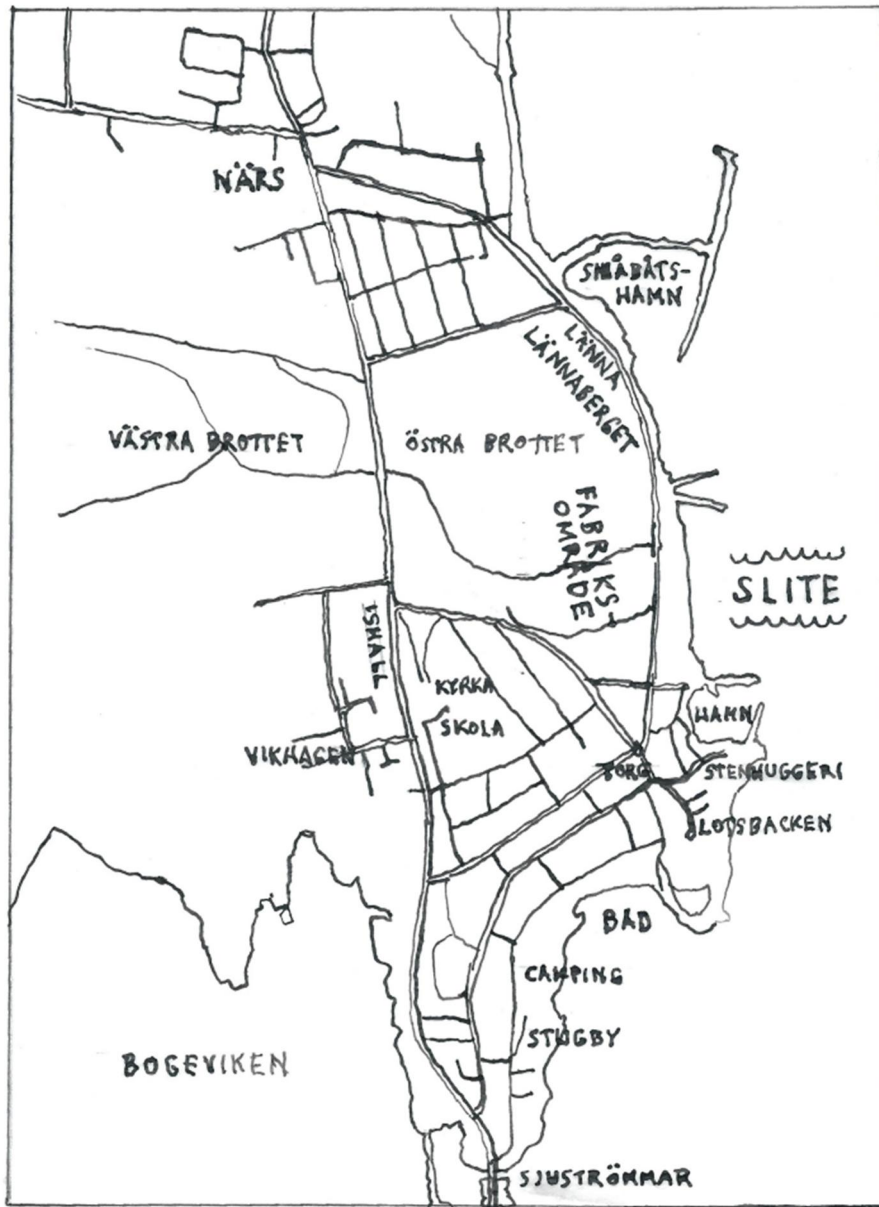 NÄRS
SMÅBÅTS-
HAMN
LÄNNA
LÄNNABERGET
VÄSTRA BROTTET
ÖSTRA BROTTET
FABRIKS-
OMRÅDE
SLITE
ISHALL
KYRKA
SKOLA
HAMN
VIKHAGEN
TORG
STENHUGGERI
LOTSBACKEN
BAD
CAMPING
STUGBY
BOGEVIKEN
SJUSTRÖMMAR